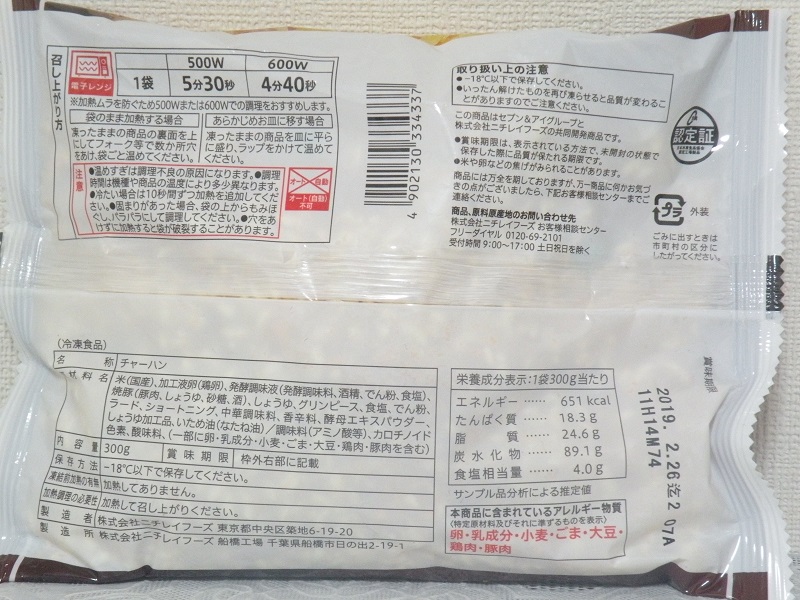 召し上がり方
電子レンジ
500W 600W
1袋 5分30秒 4分40秒
※加熱ムラを防ぐため500Wまたは600Wでの調理をおすすめします。
袋のまま加熱する場合
凍ったままの商品の裏面を上
にしてフォーク等で数か所穴
をあけ、袋ごと温めてください。
あらかじめお皿に移す場合
凍ったままの商品を皿に平ら
に盛り、ラップをかけて温めて
ください。
注意
●温めすぎは調理不良の原因になります。●調理
時間は機種や商品の温度により多少異なります。
●冷たい場合は10秒間ずつ加熱を追加してくだ
さい。●固まりがあった場合、袋の上からもみほ
ぐし、パラパラにして調理してください。●穴を
あけずに加熱すると袋が破裂することがあります。
オート・自動
オート(自動)
不可
4 902130 334337
取り扱い上の注意
●−18℃以下で保存してください。
●いったん解けたものを再び凍らせると品質が変わるこ
とがありますのでご注意ください。
この商品はセブン&アイグループと
株式会社ニチレイフーズの共同開発商品です。
●賞味期限は、表示されている方法で、未開封の状態で
保存した際に品質が保たれる期限です。
●米や卵などの焦げがみられることがあります。
商品には万全を期しておりますが、万一商品に何かお気づ
きの点がございましたら、下記お客様相談センターまでご
連絡ください。
商品、原料原産地のお問い合わせ先
株式会社ニチレイフーズ お客様相談センター
フリーダイヤル 0120-69-2101
受付時間 9:00〜17:00 土日祝日を除く
認定証
プラ 外装
ごみに出すときは
市町村の区分に
したがってください。
(冷凍食品)
名 称 チャーハン
材料名 米(国産)、加工液卵(鶏卵)、発酵調味液(発酵調味料、酒精、でん粉、食塩)、
焼豚(豚肉、しょうゆ、砂糖、酒)、しょうゆ、グリンピース、食塩、でん粉、
ラード、ショートニング、中華調味料、香辛料、酵母エキスパウダー、
しょうゆ加工品、いため油(なたね油)/調味料(アミノ酸等)、カロチノイド
色素、酸味料、(一部に卵・乳成分・小麦・ごま・大豆・鶏肉・豚肉を含む)
内容量 300g 賞味期限 枠外右部に記載
保存方法 −18℃以下で保存してください。
凍結前加熱の有無 加熱してありません。
加熱調理の必要性 加熱して召し上がりください。
製造者 株式会社ニチレイフーズ 東京都中央区築地6-19-20
製造所 株式会社ニチレイフーズ 船橋工場 千葉県船橋市日の出2-19-1
栄養成分表示:1袋300g当たり
エネルギー …… 651 kcal
たんぱく質 …… 18.3 g
脂質 …… 24.6 g
炭水化物 …… 89.1 g
食塩相当量 …… 4.0 g
サンプル品分析による推定値
本商品に含まれているアレルギー物質
(特定原材料及びそれに準ずるものを表示)
卵・乳成分・小麦・ごま・大豆・
鶏肉・豚肉
賞味期限
2019. 2.26迄2 07A
11H14M74